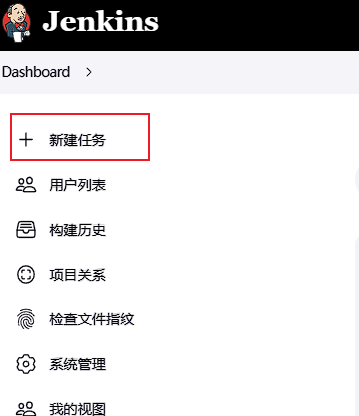 Jenkins
Dashboard
新建任务
用户列表
构建历史
项目关系
检查文件指纹
系统管理
我的视图